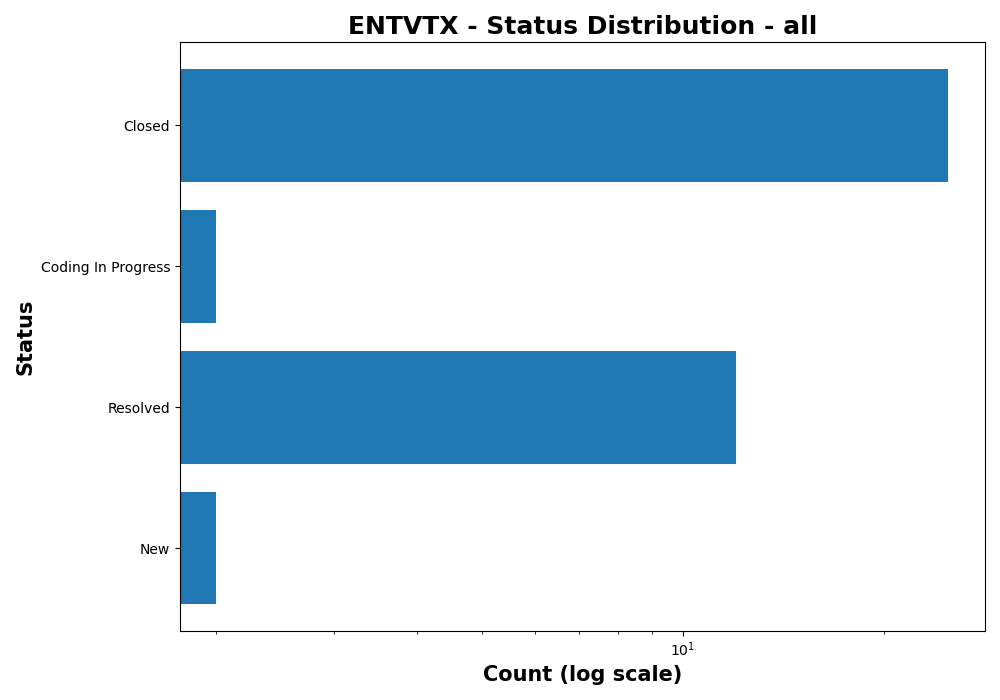 ENTVTX - Status Distribution - all
Closed
Coding In Progress
Resolved
New
Status
10¹
Count (log scale)